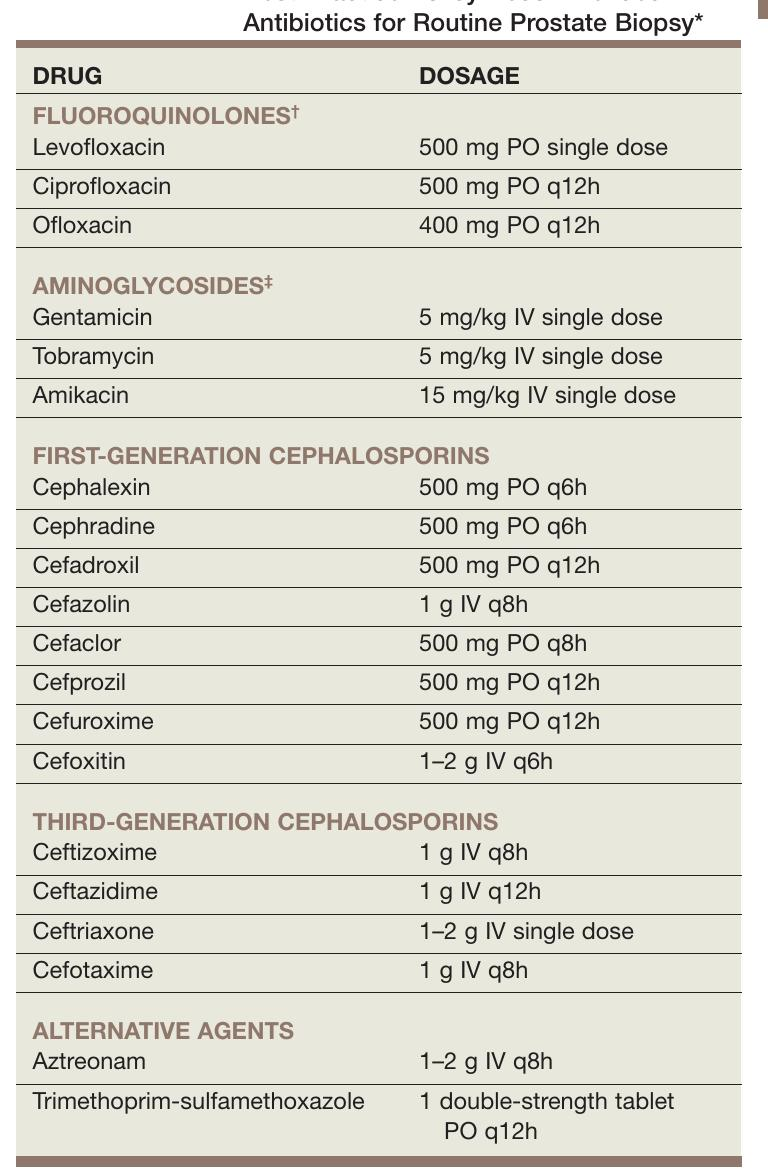 Antibiotics for Routine Prostate Biopsy*
DRUG DOSAGE
FLUOROQUINOLONES†
Levofloxacin 500 mg PO single dose
Ciprofloxacin 500 mg PO q12h
Ofloxacin 400 mg PO q12h
AMINOGLYCOSIDES‡
Gentamicin 5 mg/kg IV single dose
Tobramycin 5 mg/kg IV single dose
Amikacin 15 mg/kg IV single dose
FIRST-GENERATION CEPHALOSPORINS
Cephalexin 500 mg PO q6h
Cephradine 500 mg PO q6h
Cefadroxil 500 mg PO q12h
Cefazolin 1 g IV q8h
Cefaclor 500 mg PO q8h
Cefprozil 500 mg PO q12h
Cefuroxime 500 mg PO q12h
Cefoxitin 1–2 g IV q6h
THIRD-GENERATION CEPHALOSPORINS
Ceftizoxime 1 g IV q8h
Ceftazidime 1 g IV q12h
Ceftriaxone 1–2 g IV single dose
Cefotaxime 1 g IV q8h
ALTERNATIVE AGENTS
Aztreonam 1–2 g IV q8h
Trimethoprim-sulfamethoxazole 1 double-strength tablet
PO q12h